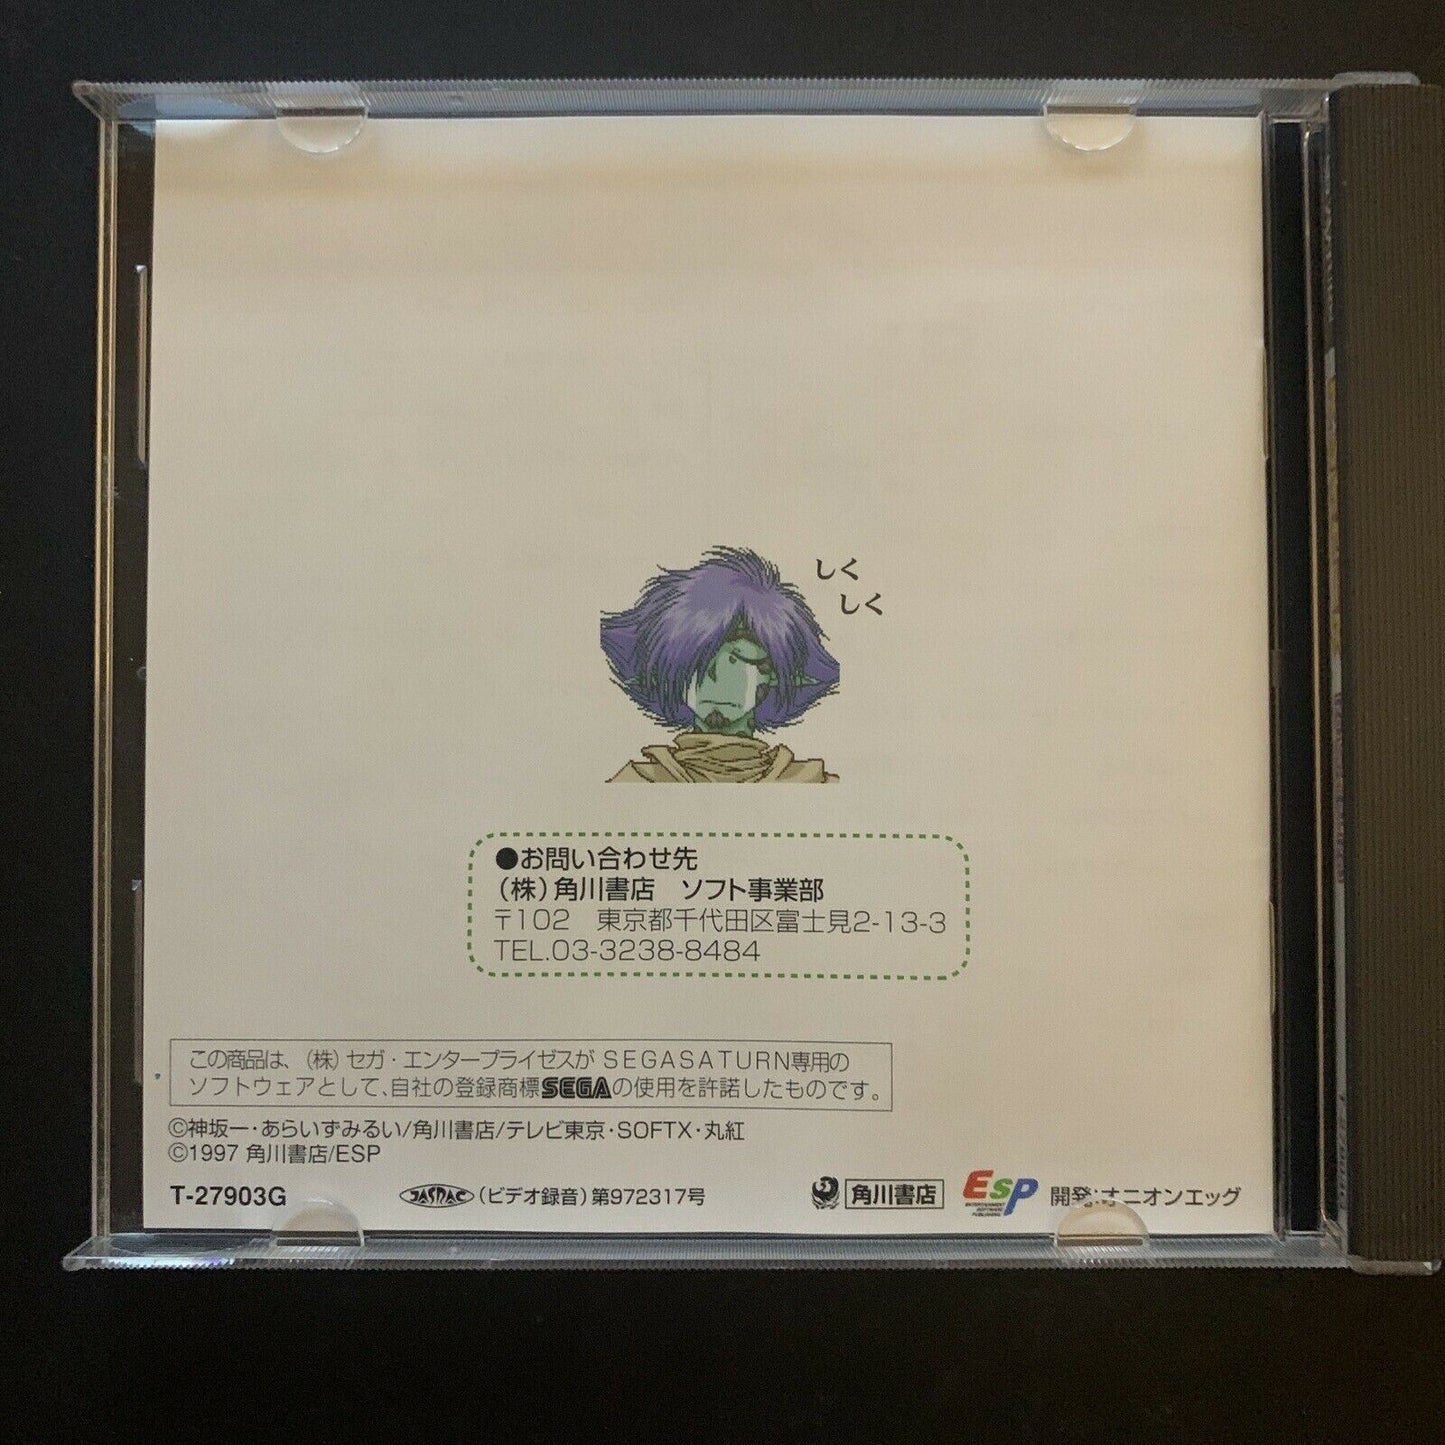 しく
しく
●お問い合わせ先
(株)角川書店 ソフト事業部
〒102 東京都千代田区富士見2-13-3
TEL.03-3238-8484
この商品は、(株)セガ・エンタープライゼスが SEGASATURN専用の
ソフトウェアとして、自社の登録商標SEGAの使用を許諾したものです。
©神坂一・あらいずみるい/角川書店/テレビ東京・SOFTX・丸紅
©1997 角川書店/ESP
T-27903G JASRAC (ビデオ録音)第972317号 角川書店 ESP ENTERTAINMENT SOFTWARE PUBLISHING 開発:オニオンエッグ